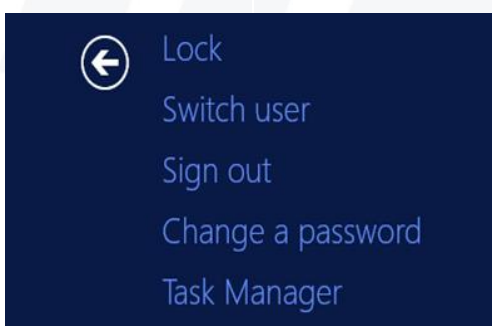 Lock
Switch user
Sign out
Change a password
Task Manager